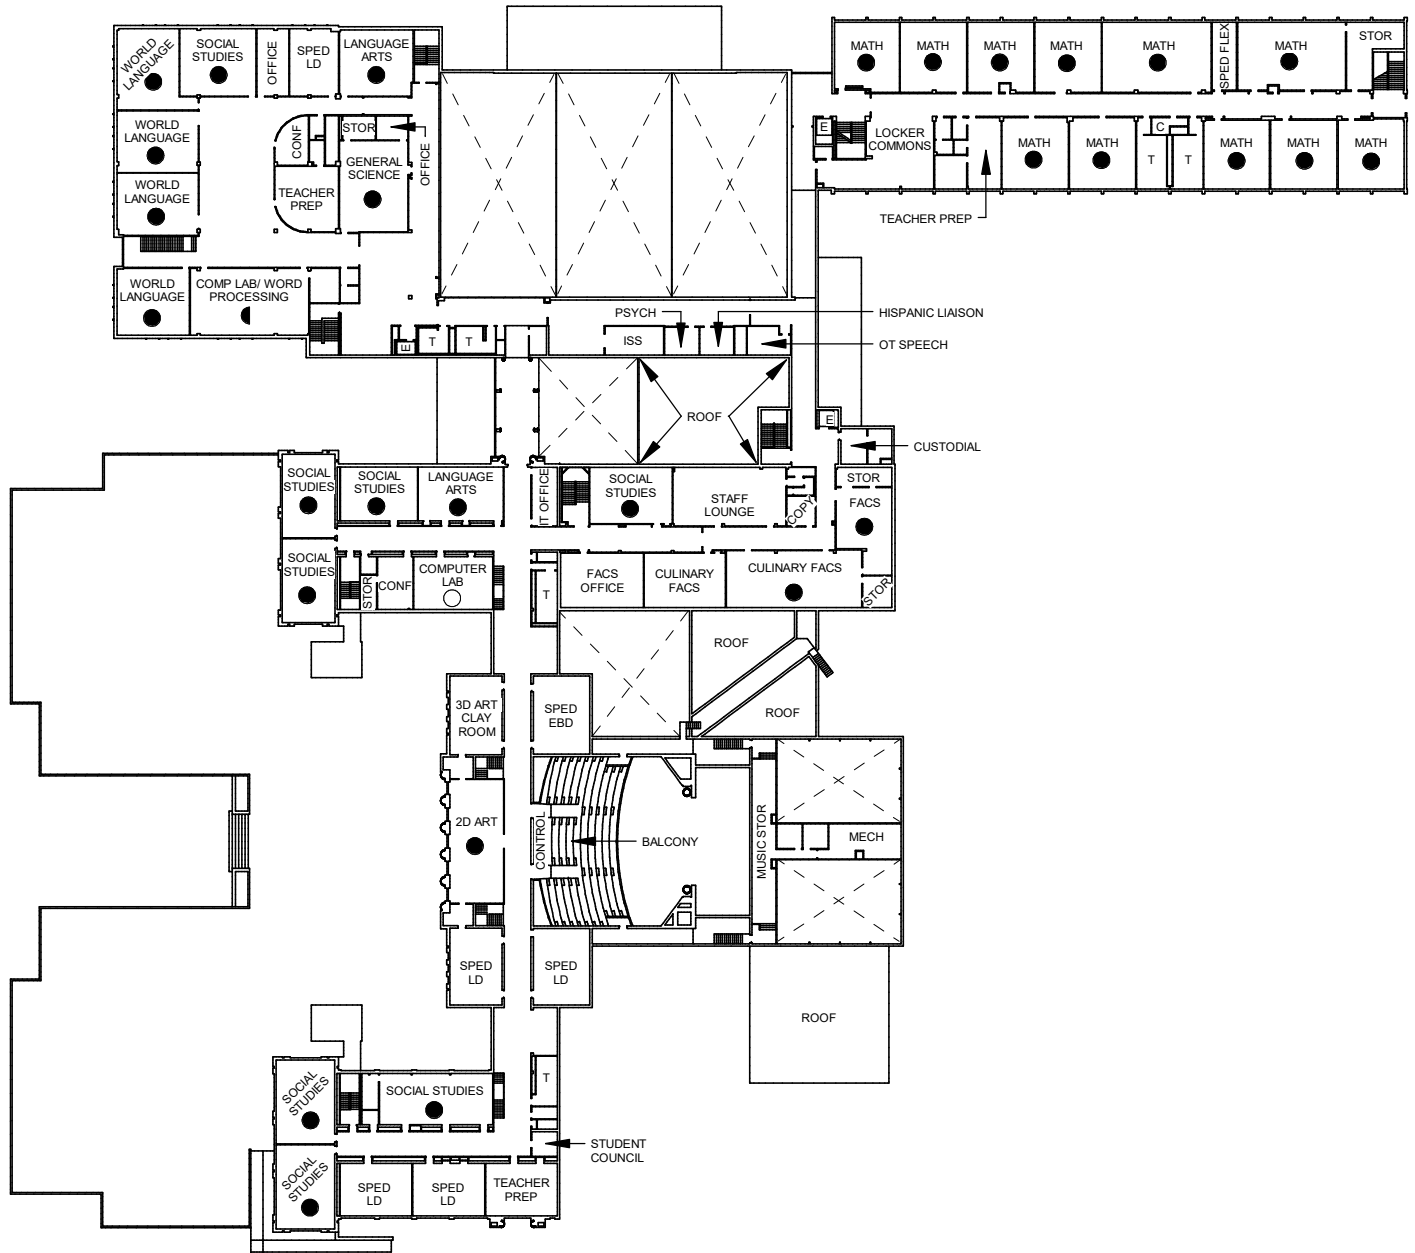 WORLD
LANGUAGE
SOCIAL
STUDIES
OFFICE
SPED
LD
LANGUAGE
ARTS
MATH
MATH
MATH
MATH
MATH
SPED FLEX
MATH
STOR
WORLD
LANGUAGE
CONF
STOR
OFFICE
GENERAL
SCIENCE
TEACHER
PREP
WORLD
LANGUAGE
E
LOCKER
COMMONS
MATH
MATH
C
T
T
MATH
MATH
MATH
TEACHER PREP
WORLD
LANGUAGE
COMP LAB/ WORD
PROCESSING
E
T
T
PSYCH
HISPANIC LIAISON
ISS
OT SPEECH
ROOF
E
CUSTODIAL
SOCIAL
STUDIES
SOCIAL
STUDIES
LANGUAGE
ARTS
IT OFFICE
SOCIAL
STUDIES
STAFF
LOUNGE
COPY
STOR
FACS
SOCIAL
STUDIES
STOR
CONF
COMPUTER
LAB
T
FACS
OFFICE
CULINARY
FACS
CULINARY FACS
STOR
ROOF
ROOF
3D ART
CLAY
ROOM
SPED
EBD
2D ART
CONTROL
BALCONY
MUSIC STOR
MECH
SPED
LD
SPED
LD
ROOF
SOCIAL
STUDIES
SOCIAL STUDIES
T
STUDENT
COUNCIL
SOCIAL
STUDIES
SPED
LD
SPED
LD
TEACHER
PREP